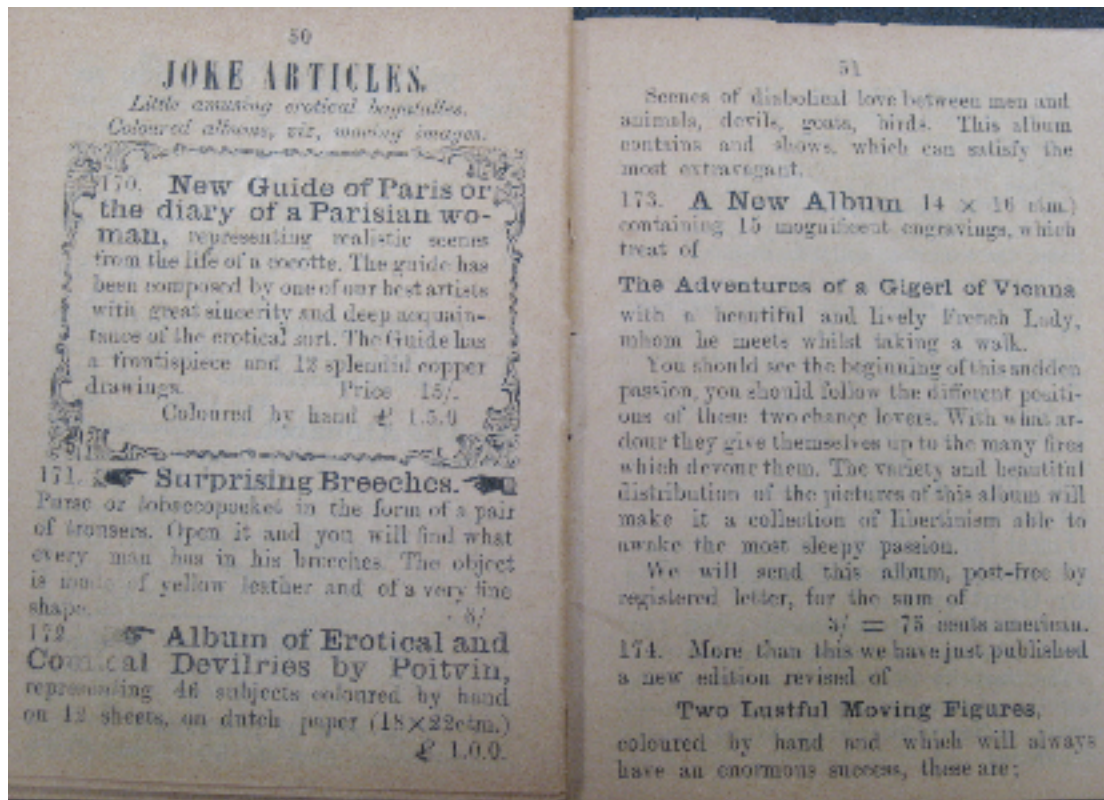 50
JOKE ARTICLES.
Little amusing erotical bagatelles.
Coloured albums, viz, moving images.
170. New Guide of Paris or
the diary of a Parisian wo-
man, representing realistic scenes
from the life of a cocotte. The guide has
been composed by one of our best artists
with great sincerity and deep acquain-
tance of the erotical sort. The Guide has
a frontispiece and 12 splendid copper
drawings. Price 15/.
Coloured by hand £ 1.5.0
171. Surprising Breeches.
Purse or tobaccopocket in the form of a pair
of trousers. Open it and you will find what
every man has in his breeches. The object
is made of yellow leather and of a very fine
shape.
172. Album of Erotical and
Comical Devilries by Poitvin,
representing 46 subjects coloured by hand
on 12 sheets, on dutch paper (18×22ctm.)
£ 1.0.0.
51
Scenes of diabolical love between men and
animals, devils, goats, birds. This album
contains and shows, which can satisfy the
most extravagant.
173. A New Album 14 × 16 ctm.)
containing 15 magnificent engravings, which
treat of
The Adventures of a Gigerl of Vienna
with a beautiful and lively French Lady,
whom he meets whilst taking a walk.
You should see the beginning of this sudden
passion, you should follow the different positi-
ons of these two chance lovers. With what ar-
dour they give themselves up to the many fires
which devour them. The variety and beautiful
distribution of the pictures of this album will
make it a collection of libertinism able to
awake the most sleepy passion.
We will send this album, post-free by
registered letter, for the sum of
3/ = 75 cents american.
174. More than this we have just published
a new edition revised of
Two Lustful Moving Figures,
coloured by hand and which will always
have an enormous success, these are;